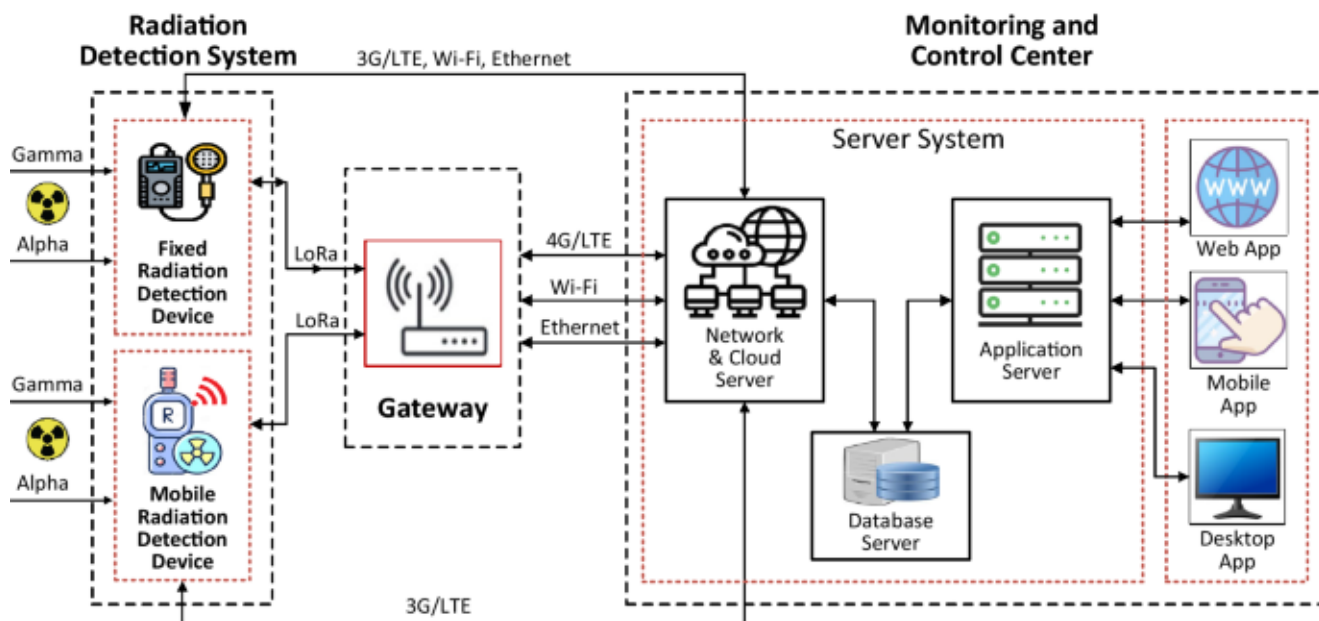 Radiation
Detection System
Monitoring and
Control Center
3G/LTE, Wi-Fi, Ethernet
Gamma
Alpha
Fixed
Radiation
Detection
Device
Gamma
Alpha
R
Mobile
Radiation
Detection
Device
LoRa
LoRa
Gateway
4G/LTE
Wi-Fi
Ethernet
3G/LTE
Server System
Network
& Cloud
Server
Application
Server
Database
Server
WWW
Web App
Mobile
App
Desktop
App